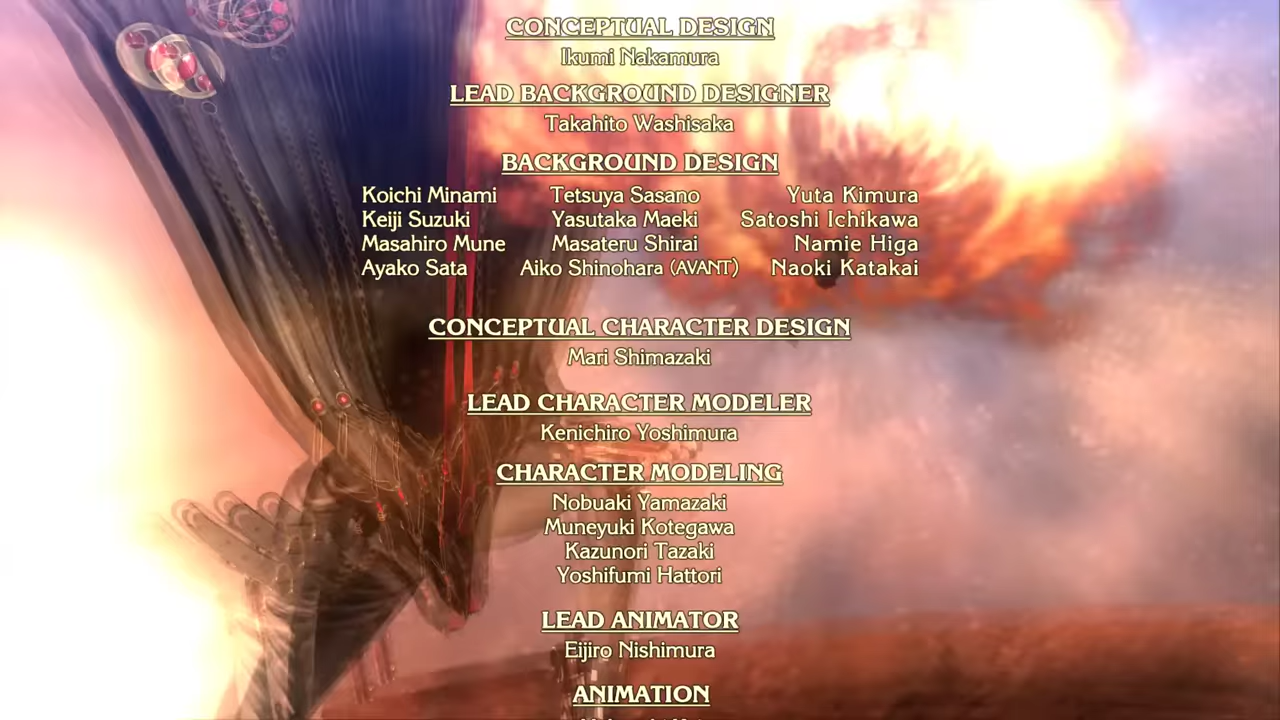 CONCEPTUAL DESIGN
Ikumi Nakamura
LEAD BACKGROUND DESIGNER
Takahito Washisaka
BACKGROUND DESIGN
Koichi Minami Tetsuya Sasano Yuta Kimura
Keiji Suzuki Yasutaka Maeki Satoshi Ichikawa
Masahiro Mune Masateru Shirai Namie Higa
Ayako Sata Aiko Shinohara (AVANT) Naoki Katakai
CONCEPTUAL CHARACTER DESIGN
Mari Shimazaki
LEAD CHARACTER MODELER
Kenichiro Yoshimura
CHARACTER MODELING
Nobuaki Yamazaki
Muneyuki Kotegawa
Kazunori Tazaki
Yoshifumi Hattori
LEAD ANIMATOR
Eijiro Nishimura
ANIMATION